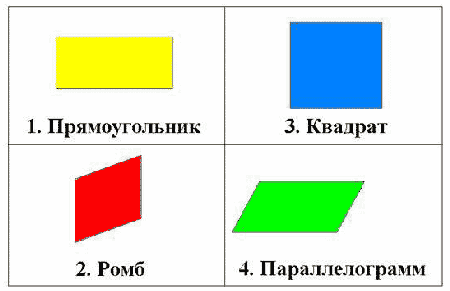 1. Прямоугольник
3. Квадрат
2. Ромб
4. Параллелограмм